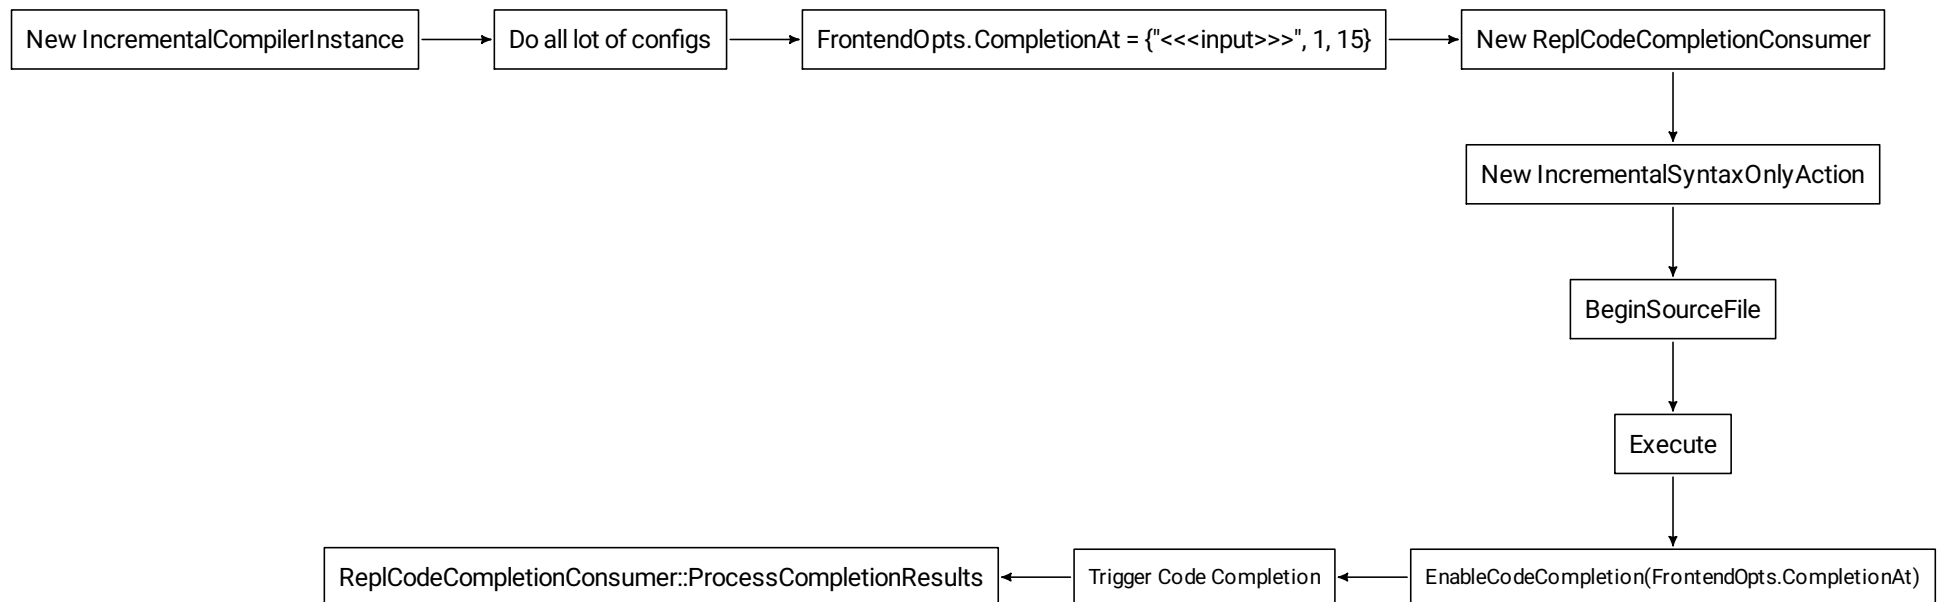 New IncrementalCompilerInstance
Do all lot of configs
FrontendOpts.CompletionAt = {"<<<input>>>", 1, 15}
New ReplCodeCompletionConsumer
New IncrementalSyntaxOnlyAction
BeginSourceFile
Execute
EnableCodeCompletion(FrontendOpts.CompletionAt)
Trigger Code Completion
ReplCodeCompletionConsumer::ProcessCompletionResults